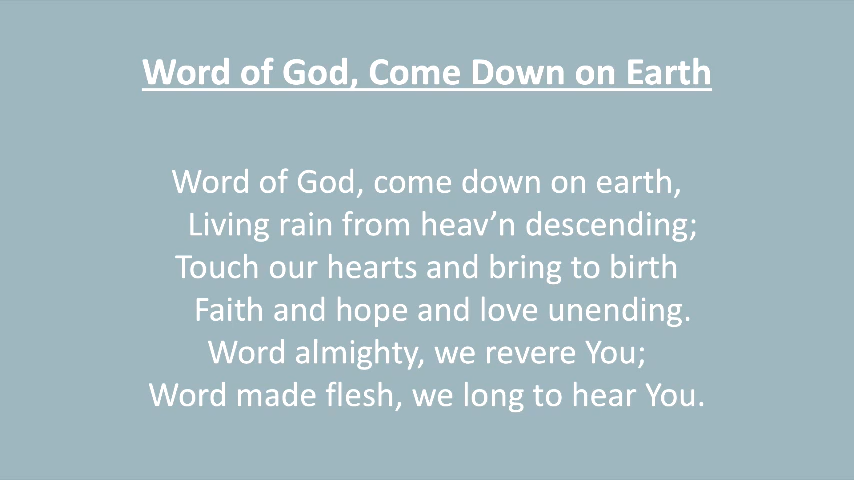 Word of God, Come Down on Earth
Word of God, come down on earth,
Living rain from heav’n descending;
Touch our hearts and bring to birth
Faith and hope and love unending.
Word almighty, we revere You;
Word made flesh, we long to hear You.